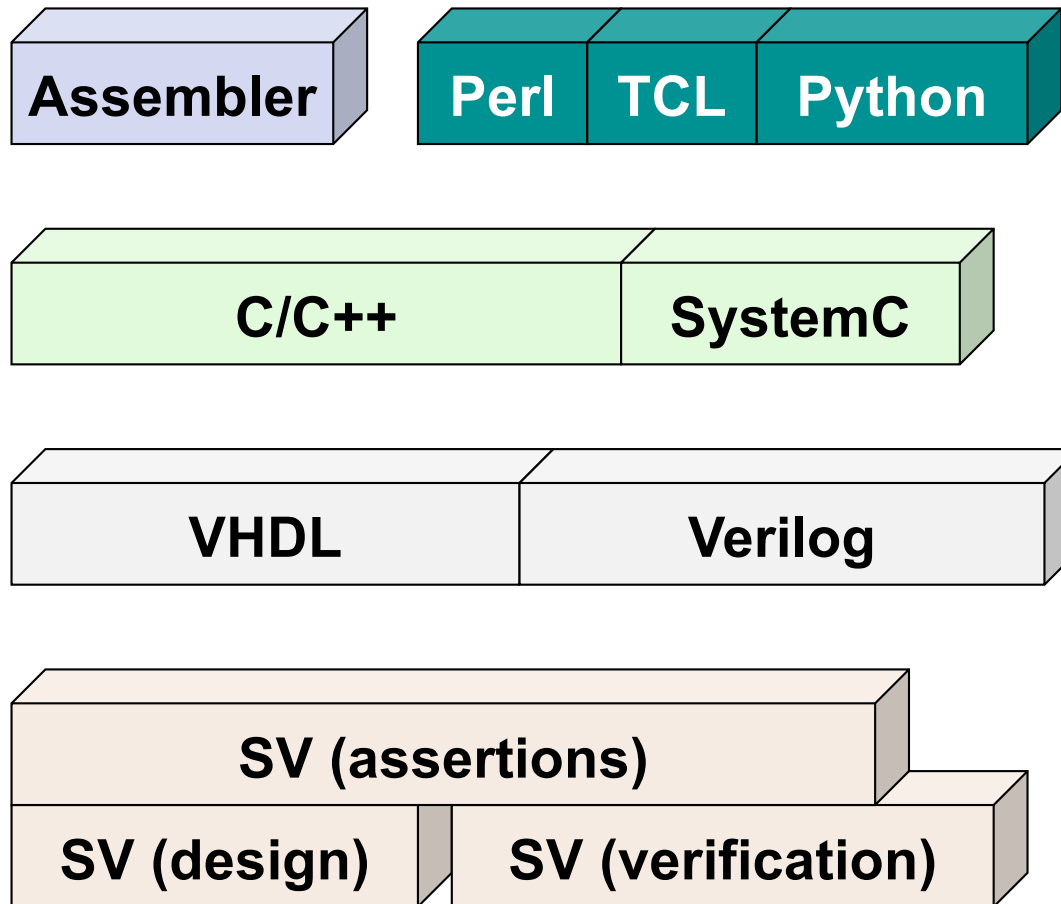 Assembler
Perl TCL Python
C/C++ SystemC
VHDL Verilog
SV (assertions)
SV (design) SV (verification)